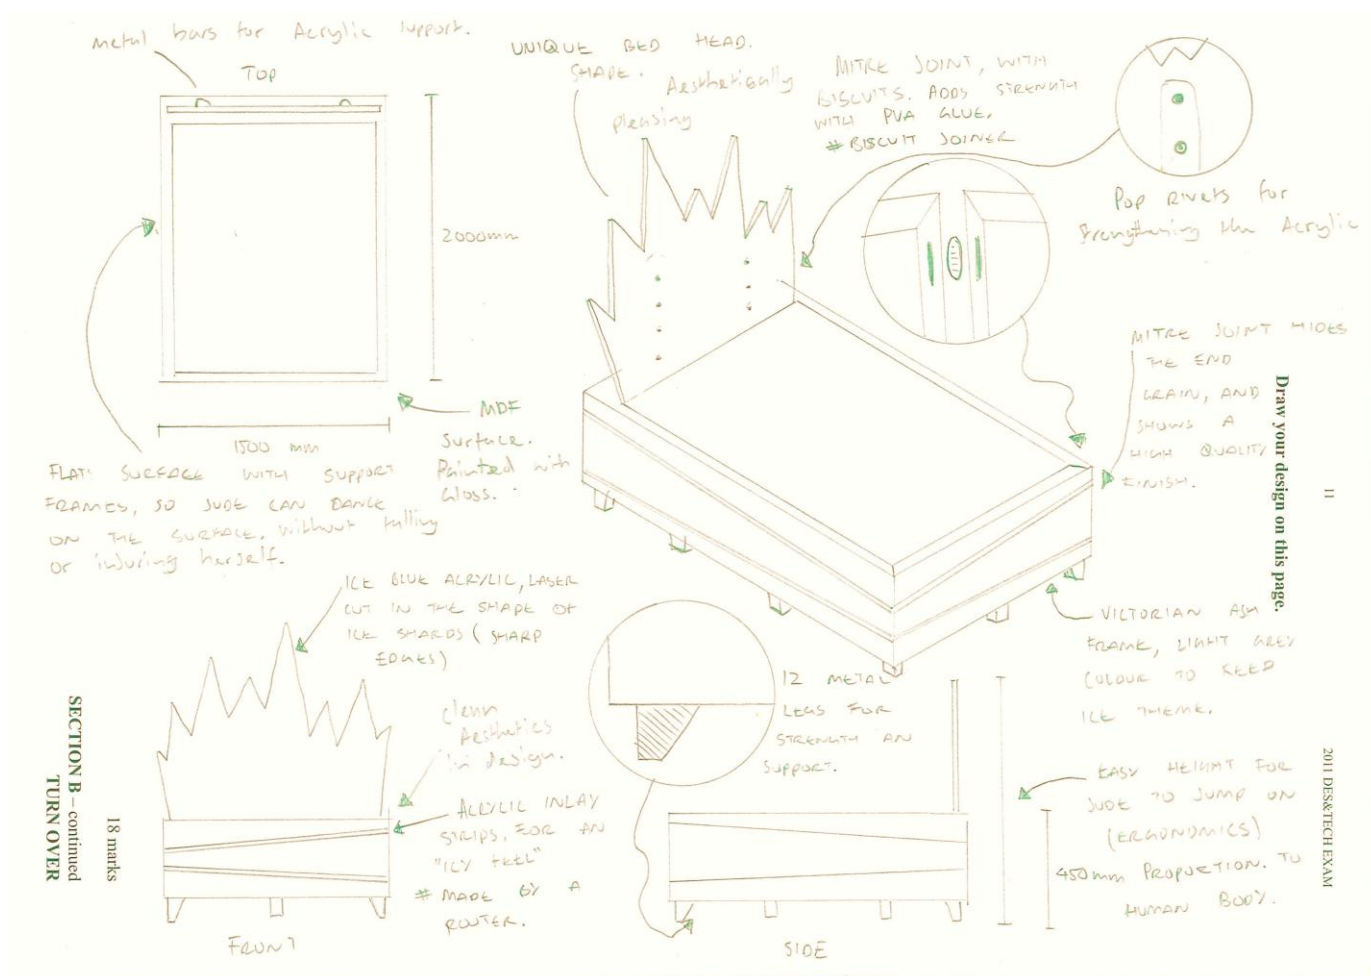 metal bars for Acrylic support.
TOP
2000mm
1500 mm
MDF
Surface.
Painted with
Gloss.
FLAT SURFACE WITH SUPPORT
FRAMES, SO JUDE CAN DANCE
ON THE SURFACE, without falling
or injuring herself.
UNIQUE BED HEAD.
SHAPE.
Aesthetically
pleasing
MITRE JOINT, WITH
BISCUITS. ADDS STRENGTH
WITH PVA GLUE.
# BISCUIT JOINER
Pop rivets for
Strengthening the Acrylic
MITRE JOINT HIDES
THE END
GRAIN, AND
SHOWS A
HIGH QUALITY
FINISH.
VICTORIAN ASH
FRAME, LIGHT GREY
COLOUR TO KEEP
ICE THEME.
ICE BLUE ACRYLIC, LASER
CUT IN THE SHAPE OF
ICE SHARDS (SHARP
EDGES)
Clean
Aesthetics
in design.
ACRYLIC INLAY
STRIPS, FOR AN
"ICY FEEL"
# MADE BY A
ROUTER.
FRONT
12 METAL
LEGS FOR
STRENGTH AN
SUPPORT.
SIDE
EASY HEIGHT FOR
JUDE TO JUMP ON
(ERGONOMICS)
450mm PROPORTION. TO
HUMAN BODY.
Draw your design on this page.
11
2011 DES&TECH EXAM
18 marks
SECTION B – continued
TURN OVER